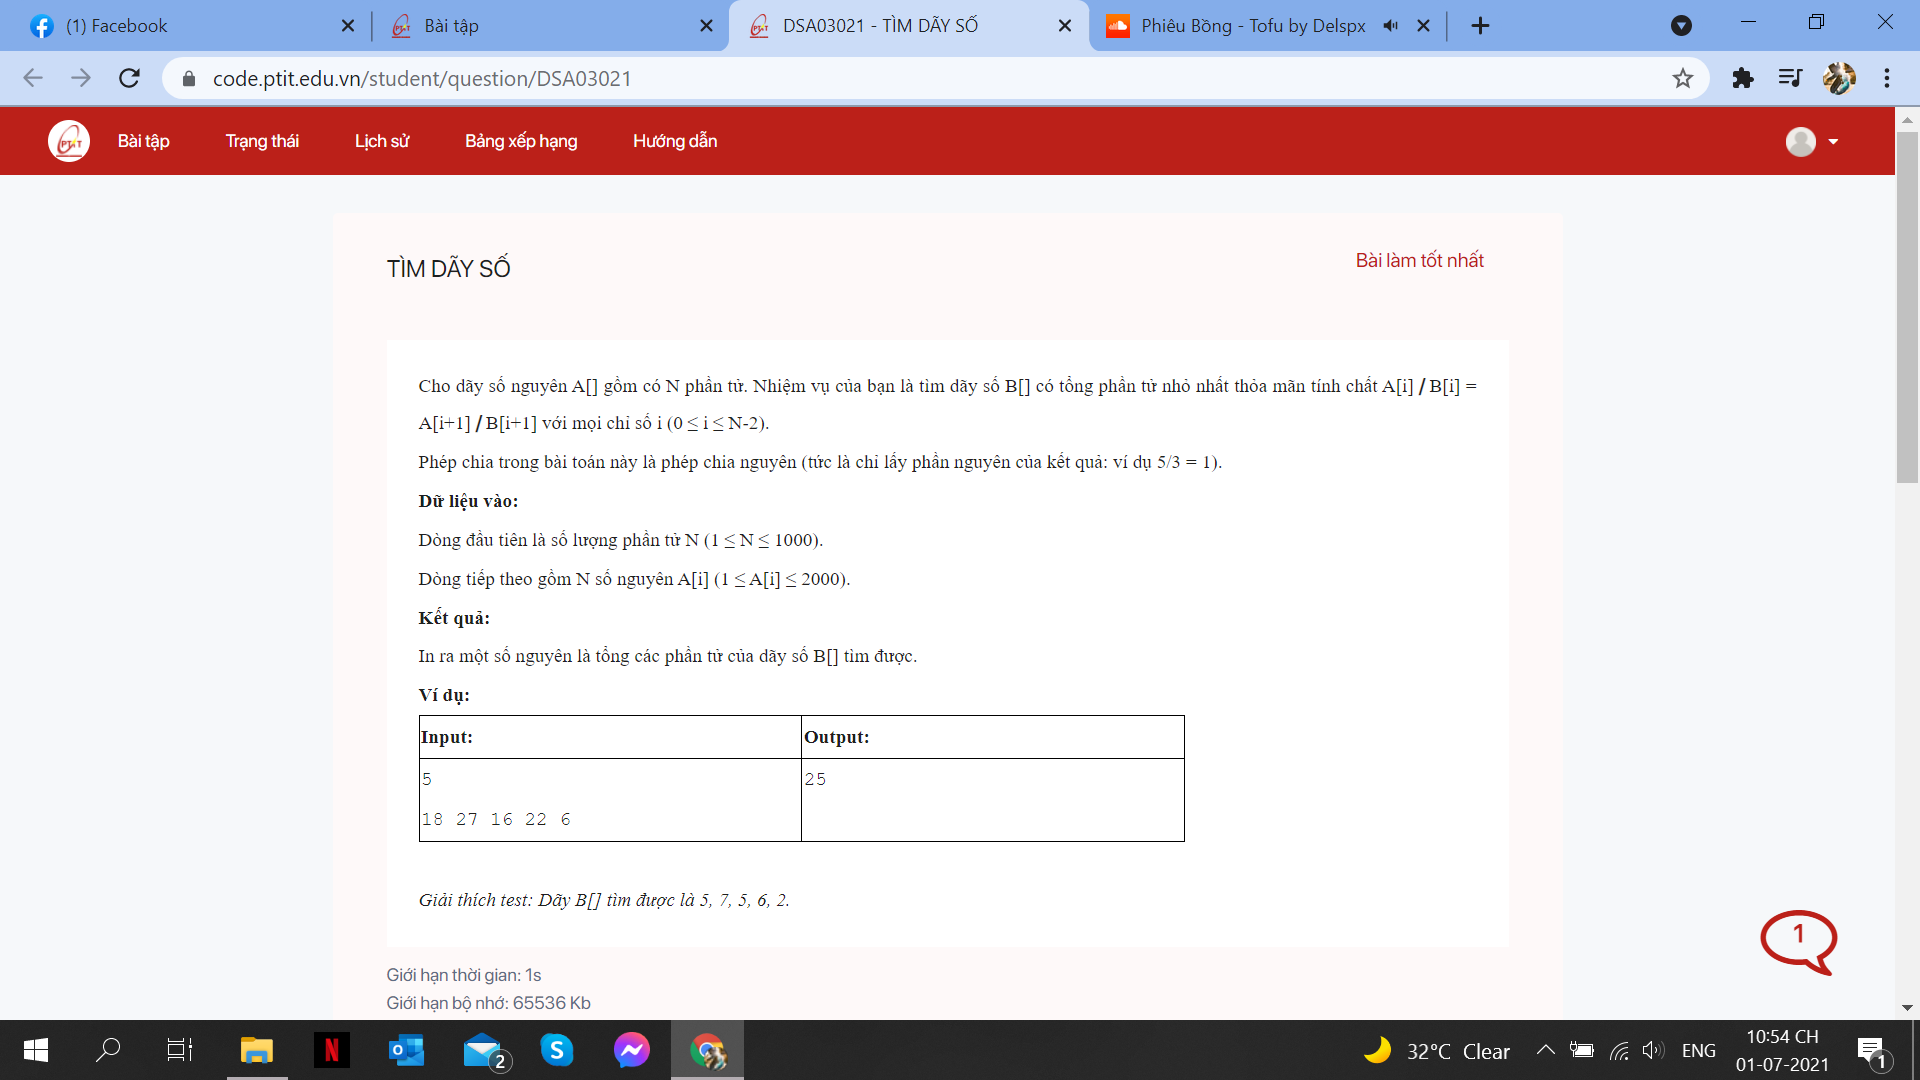 (1) Facebook
Bài tập
DSA03021 - TÌM DÃY SỐ
Phiêu Bồng - Tofu by Delspx
code.ptit.edu.vn/student/question/DSA03021
PTIT
Bài tập
Trạng thái
Lịch sử
Bảng xếp hạng
Hướng dẫn
TÌM DÃY SỐ
Bài làm tốt nhất
Cho dãy số nguyên A[] gồm có N phần tử. Nhiệm vụ của bạn là tìm dãy số B[] có tổng phần tử nhỏ nhất thỏa mãn tính chất A[i] / B[i] =
A[i+1] / B[i+1] với mọi chỉ số i (0 ≤ i ≤ N-2).
Phép chia trong bài toán này là phép chia nguyên (tức là chỉ lấy phần nguyên của kết quả: ví dụ 5/3 = 1).
Dữ liệu vào:
Dòng đầu tiên là số lượng phần tử N (1 ≤ N ≤ 1000).
Dòng tiếp theo gồm N số nguyên A[i] (1 ≤ A[i] ≤ 2000).
Kết quả:
In ra một số nguyên là tổng các phần tử của dãy số B[] tìm được.
Ví dụ:
Input:
Output:
5
25
18 27 16 22 6
Giải thích test: Dãy B[] tìm được là 5, 7, 5, 6, 2.
1
Giới hạn thời gian: 1s
Giới hạn bộ nhớ: 65536 Kb
N
2
32°C Clear
ENG
10:54 CH
01-07-2021
1